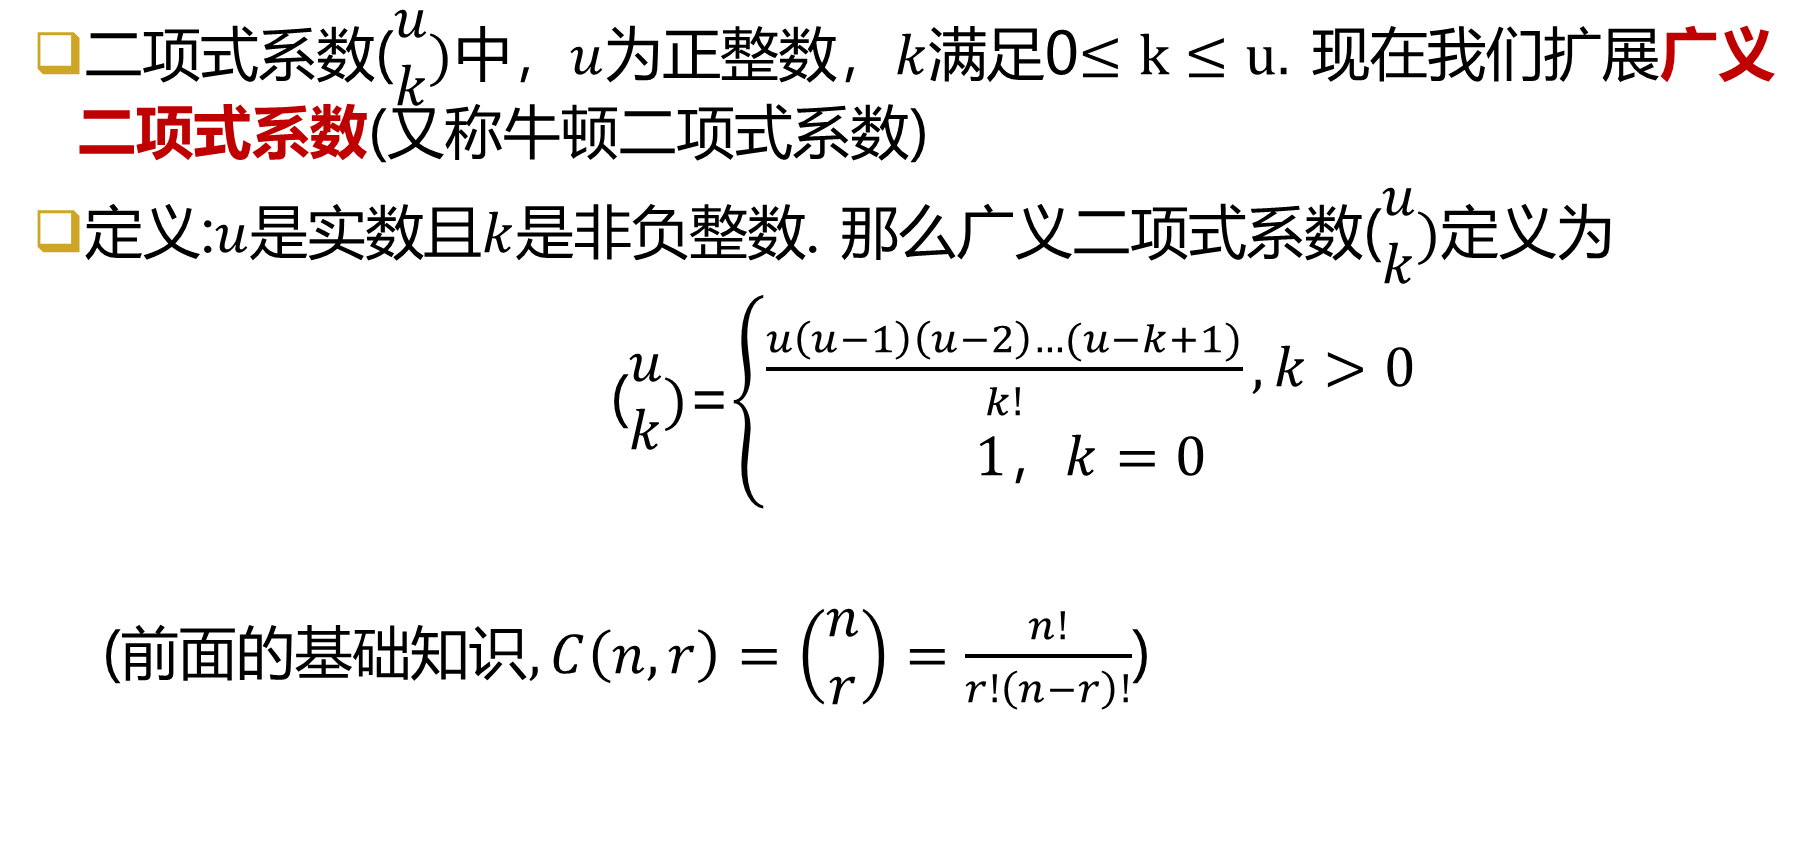 ❑二项式系数(u k)中，u为正整数，k满足0≤ k ≤ u. 现在我们扩展广义
二项式系数(又称牛顿二项式系数)
❑定义:u是实数且k是非负整数. 那么广义二项式系数(u k)定义为
(u k)={ u(u−1)(u−2)…(u−k+1) / k! , k > 0
1， k = 0
(前面的基础知识, C(n, r) = (n r) = n! / r!(n−r)!)